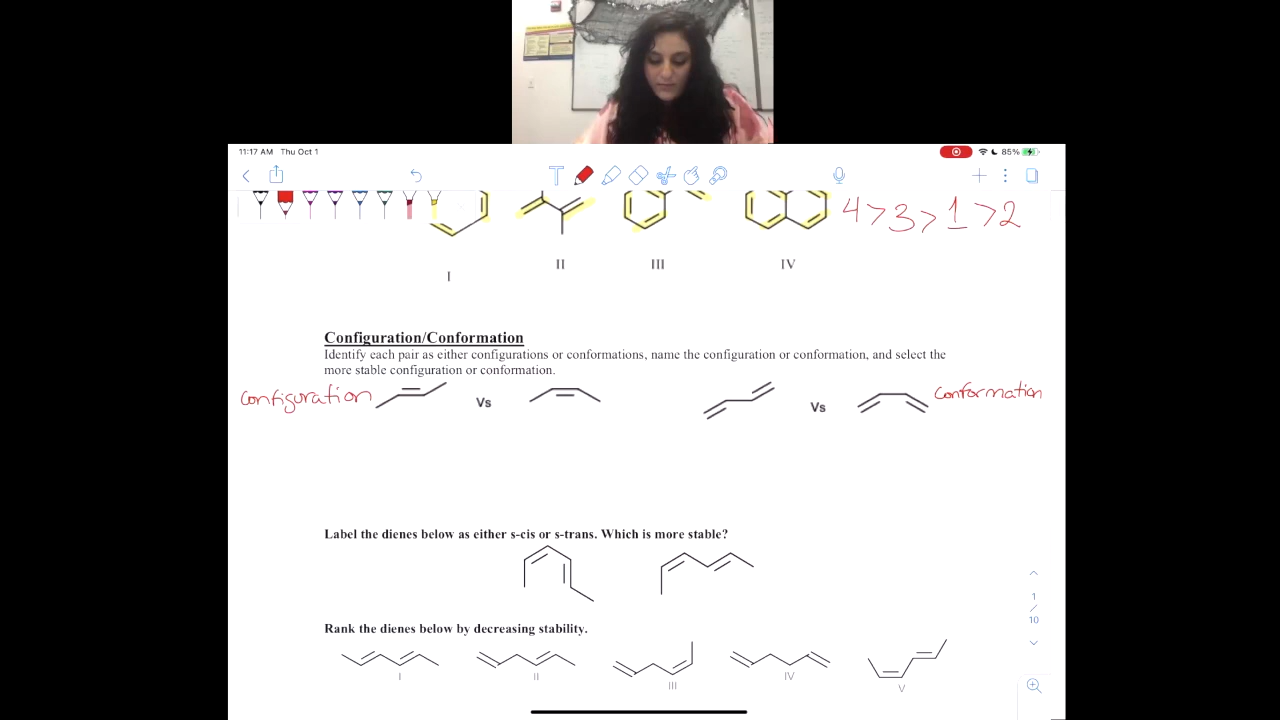 11:17 AM Thu Oct 1
85%
T
4 > 3 > 1 > 2
I
II
III
IV
Configuration/Conformation
Identify each pair as either configurations or conformations, name the configuration or conformation, and select the
more stable configuration or conformation.
Configuration
Vs
Vs
Conformation
Label the dienes below as either s-cis or s-trans. Which is more stable?
1
/
10
Rank the dienes below by decreasing stability.
I
II
III
IV
V